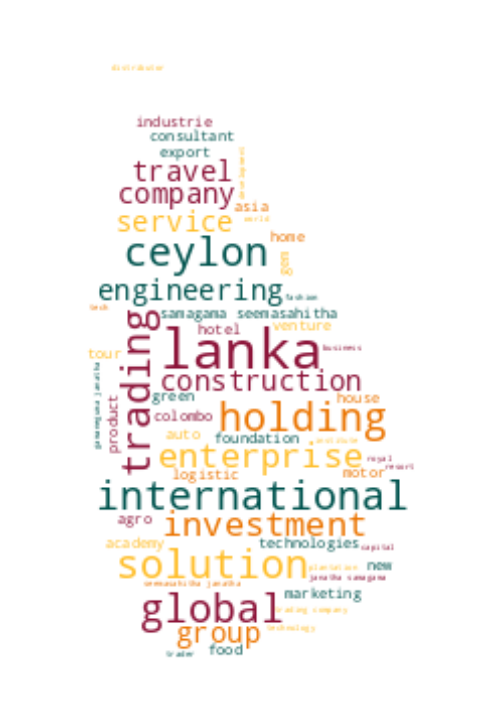 distributor
industrie
consultant
export
travel
company
asia
service
world
home
ceylon
gem
engineering
fashion
tech
samagama
seemasahitha
trading
hotel
venture
lanka
business
tour
construction
product
green
house
colombo
holding
auto
foundation
enterprise
royal
resort
logistic
motor
international
agro
investment
academy
technologies
capital
solution
plantation
new
janatha samagama
seemasahitha janatha
marketing
global
trading company
group
technology
food
trader